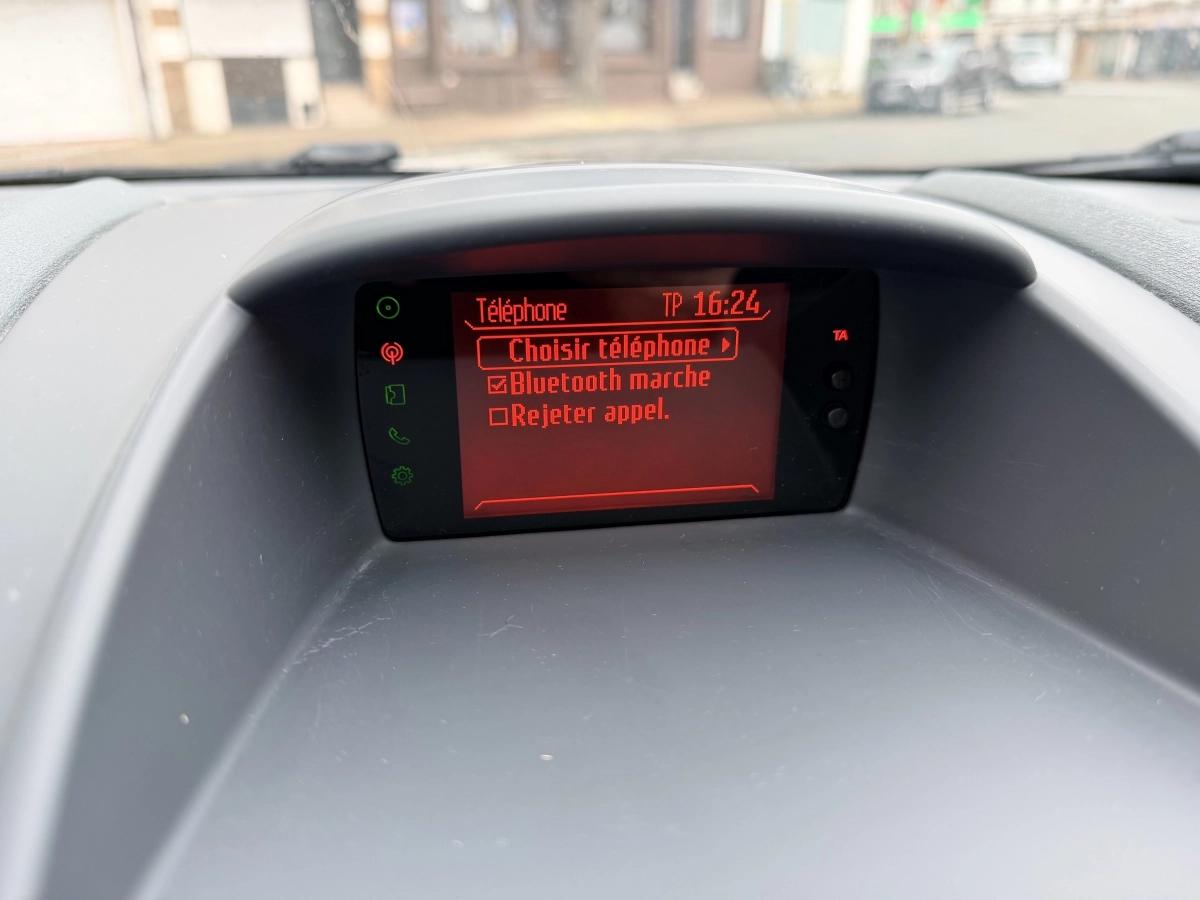 Téléphone TP 16:24
TA
Choisir téléphone
Bluetooth marche
Rejeter appel.